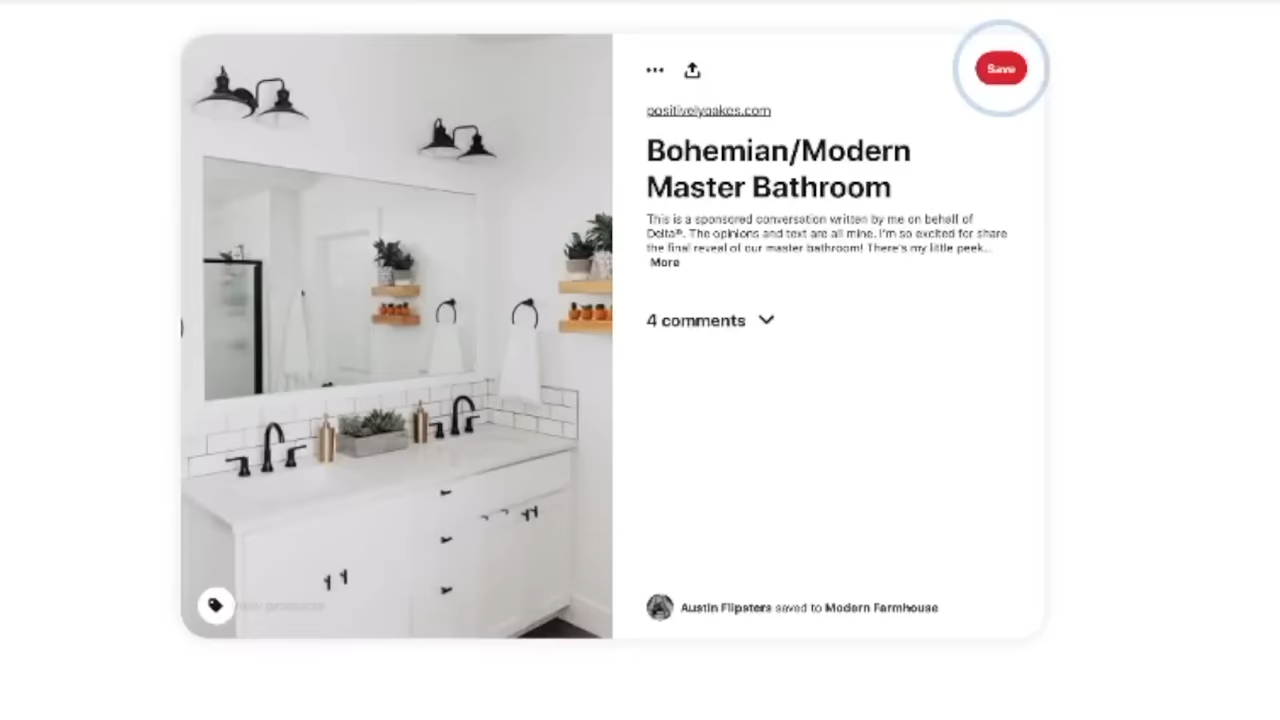 Save
positivelyoakes.com
Bohemian/Modern
Master Bathroom
This is a sponsored conversation written by me on behalf of
Delta®. The opinions and text are all mine. I'm so excited for share
the final reveal of our master bathroom! There's my little peek...
More
4 comments
products
Austin Flipsters saved to Modern Farmhouse